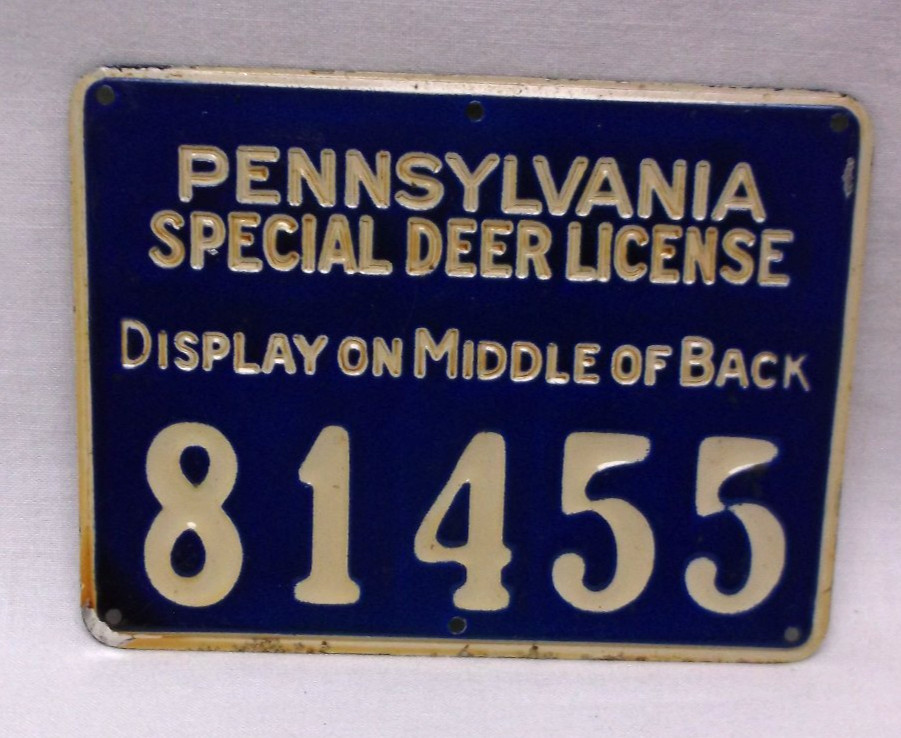 PENNSYLVANIA
SPECIAL DEER LICENSE
DISPLAY ON MIDDLE OF BACK
81455